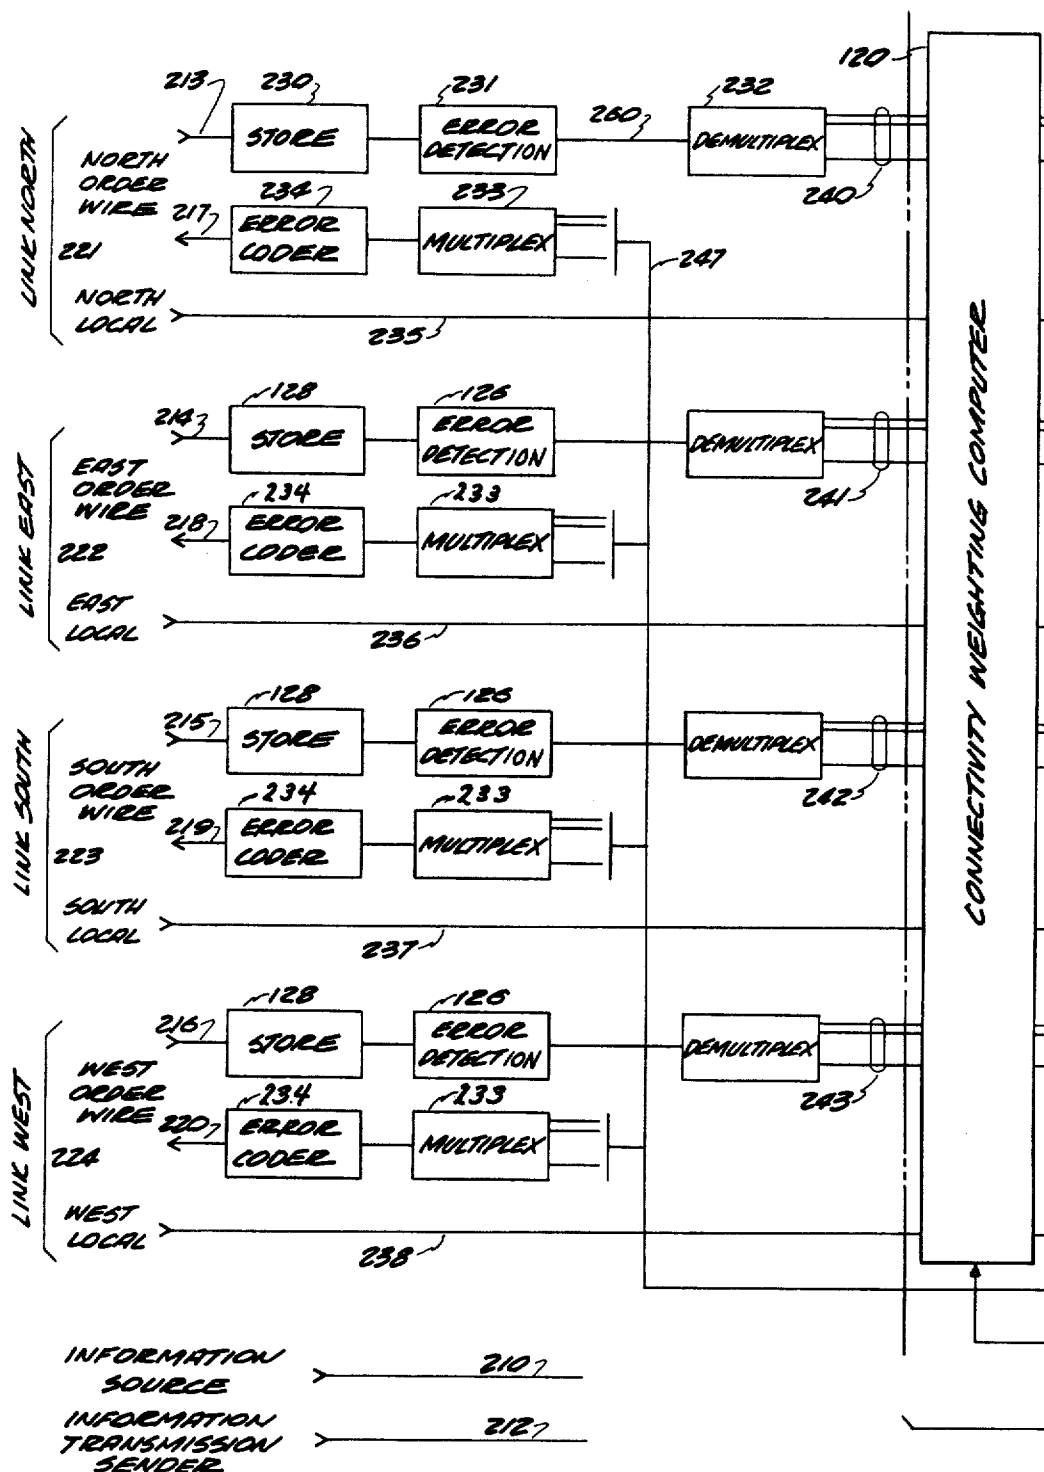 120
213
230
231
232
STORE
ERROR
DETECTION
260
DEMULTIPLEX
240
LINK NORTH
NORTH
ORDER
WIRE
221
217
234
ERROR
CODER
233
MULTIPLEX
247
NORTH
LOCAL
235
CONNECTIVITY WEIGHTING COMPUTER
214
128
STORE
126
ERROR
DETECTION
DEMULTIPLEX
241
LINK EAST
EAST
ORDER
WIRE
222
218
234
ERROR
CODER
233
MULTIPLEX
EAST
LOCAL
236
215
128
STORE
126
ERROR
DETECTION
DEMULTIPLEX
242
LINK SOUTH
SOUTH
ORDER
WIRE
223
219
234
ERROR
CODER
233
MULTIPLEX
SOUTH
LOCAL
237
216
128
STORE
126
ERROR
DETECTION
DEMULTIPLEX
243
LINK WEST
WEST
ORDER
WIRE
224
220
234
ERROR
CODER
233
MULTIPLEX
WEST
LOCAL
238
INFORMATION
SOURCE
210
INFORMATION
TRANSMISSION
SENDER
212